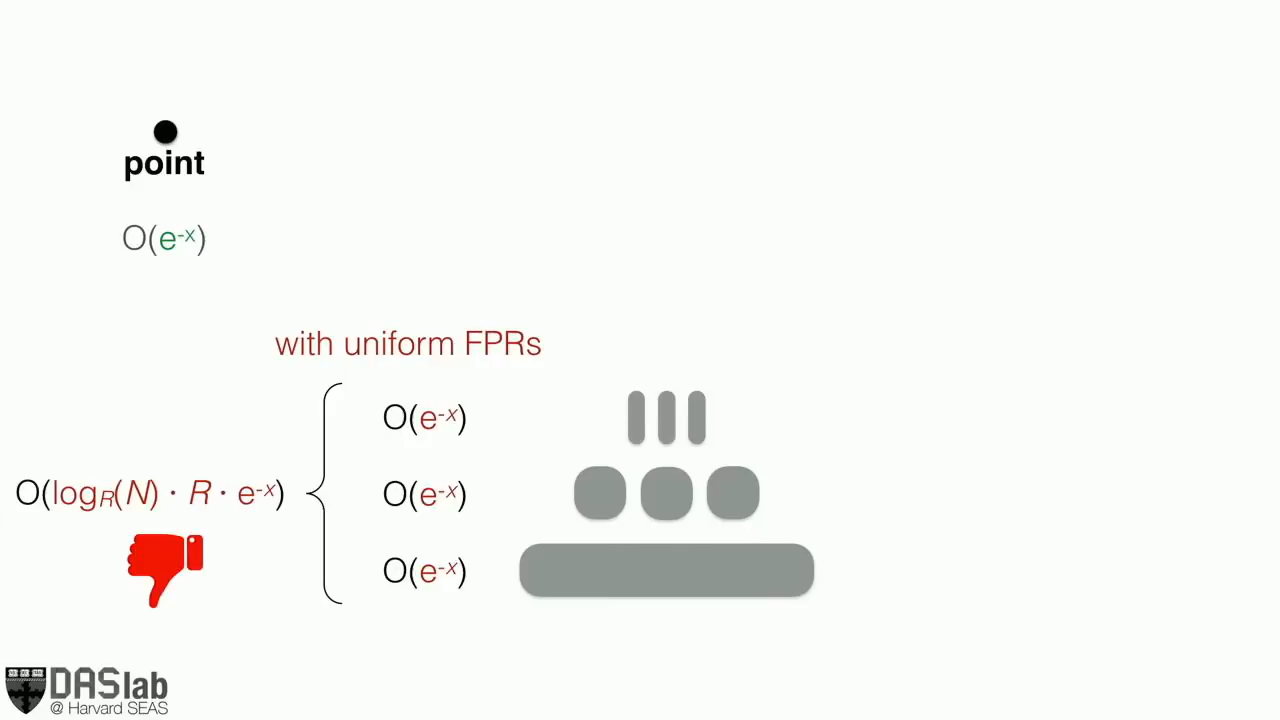 point
O(e-x)
with uniform FPRs
O(e-x)
O(logR(N) · R · e-x)
O(e-x)
O(e-x)
DASlab
@ Harvard SEAS